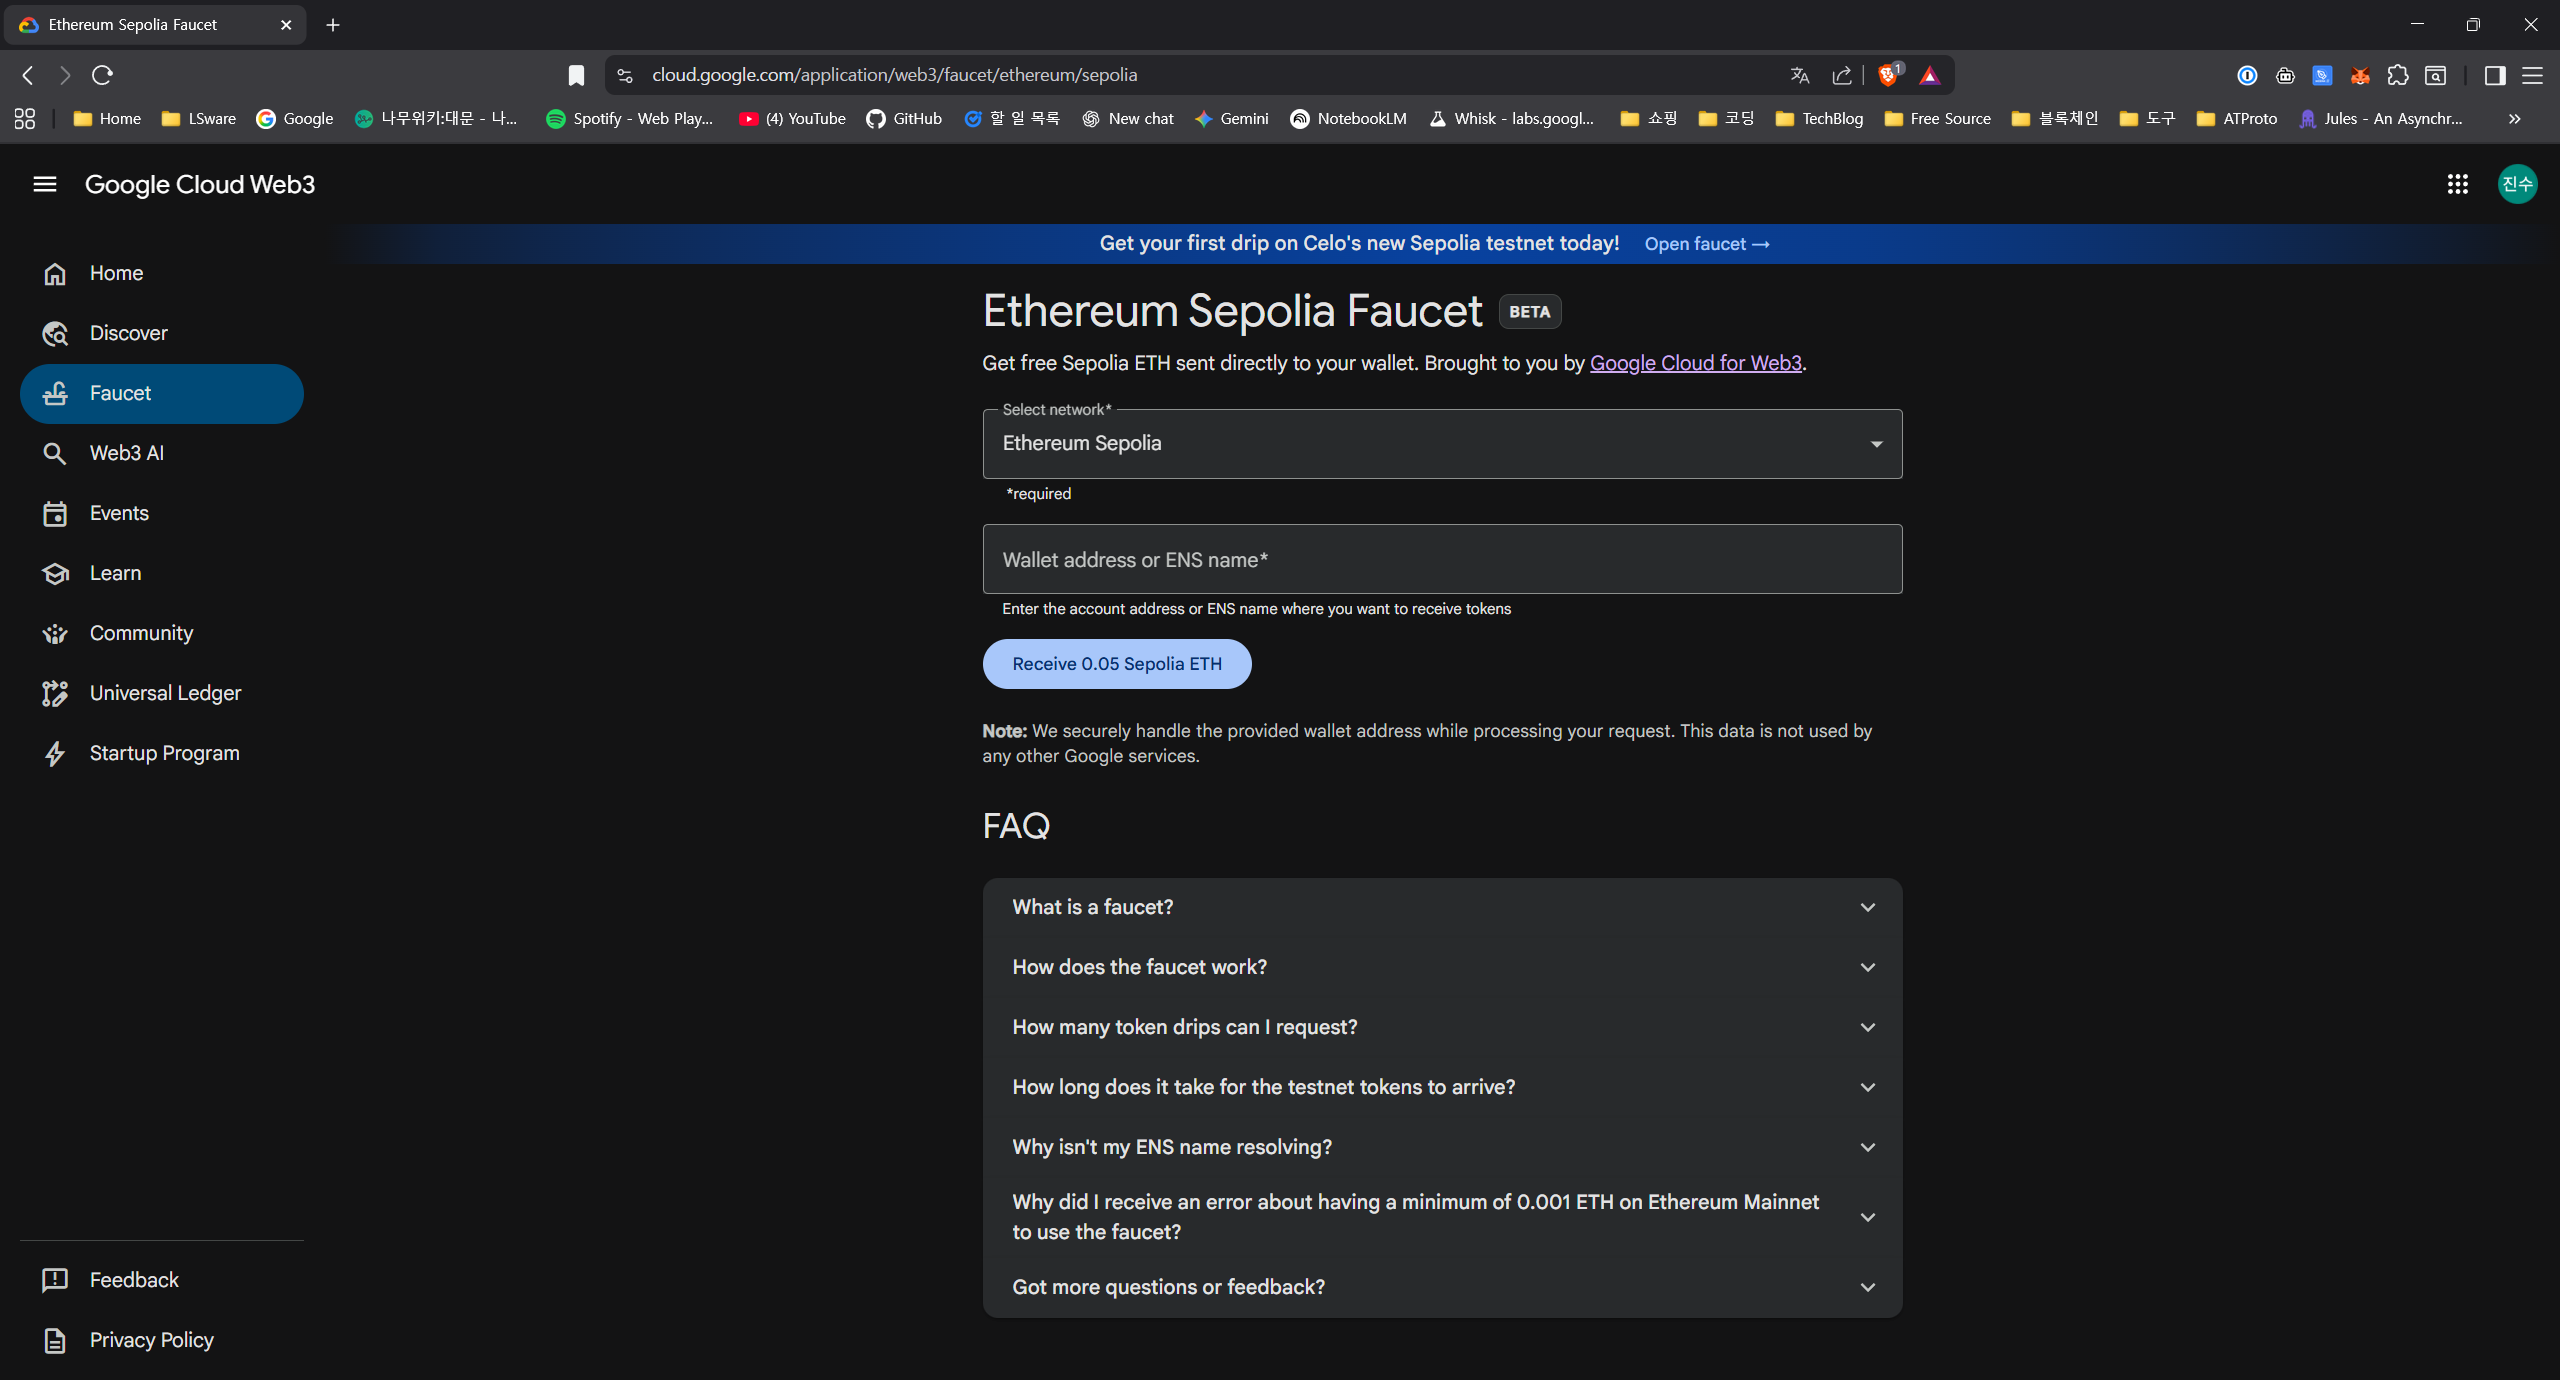 Ethereum Sepolia Faucet
cloud.google.com/application/web3/faucet/ethereum/sepolia
1
Home
LSware
Google
나무위키:대문 - 나...
Spotify - Web Play...
(4) YouTube
GitHub
할 일 목록
New chat
Gemini
NotebookLM
Whisk - labs.googl...
쇼핑
코딩
TechBlog
Free Source
블록체인
도구
ATProto
Jules - An Asynchr...
Google Cloud Web3
진수
Get your first drip on Celo's new Sepolia testnet today! Open faucet →
Home
Discover
Faucet
Web3 AI
Events
Learn
Community
Universal Ledger
Startup Program
Feedback
Privacy Policy
Ethereum Sepolia Faucet BETA
Get free Sepolia ETH sent directly to your wallet. Brought to you by Google Cloud for Web3.
Select network*
Ethereum Sepolia
*required
Wallet address or ENS name*
Enter the account address or ENS name where you want to receive tokens
Receive 0.05 Sepolia ETH
Note: We securely handle the provided wallet address while processing your request. This data is not used by
any other Google services.
FAQ
What is a faucet?
How does the faucet work?
How many token drips can I request?
How long does it take for the testnet tokens to arrive?
Why isn't my ENS name resolving?
Why did I receive an error about having a minimum of 0.001 ETH on Ethereum Mainnet
to use the faucet?
Got more questions or feedback?